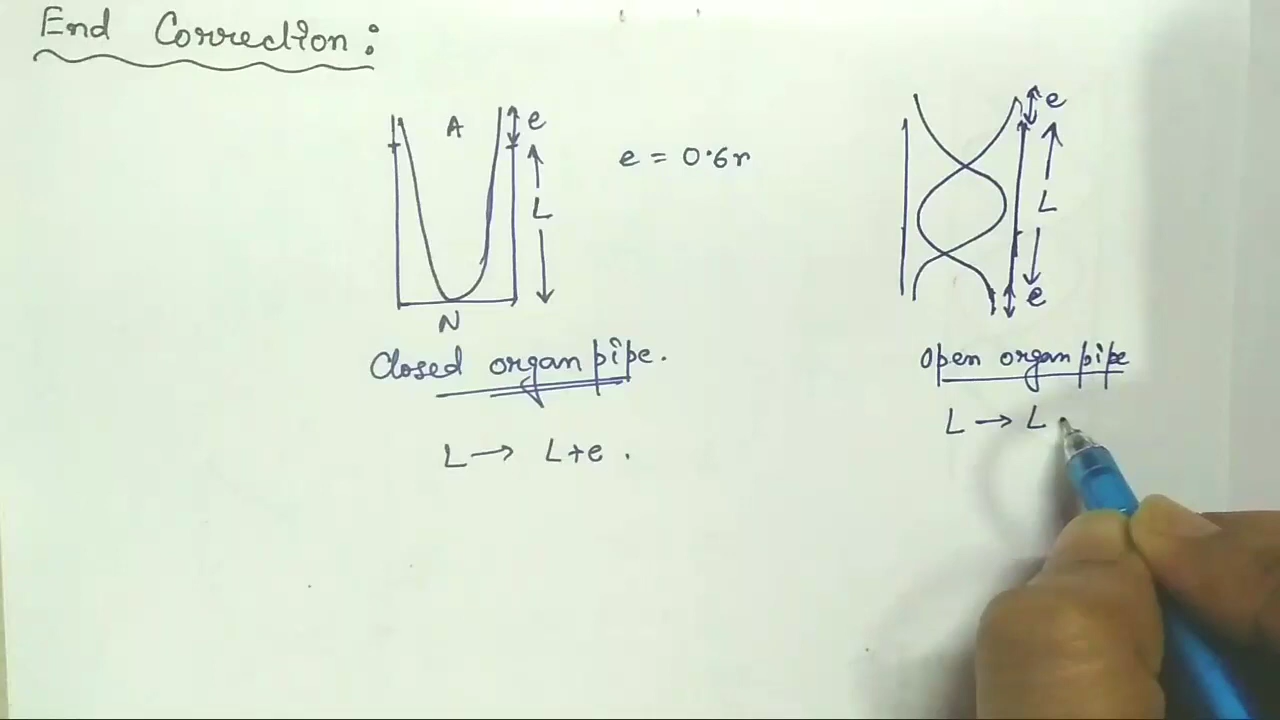 End Correction:
A
e
e = 0.6r
L
N
Closed organ pipe.
L → L+e .
e
L
e
Open organ pipe
L → L